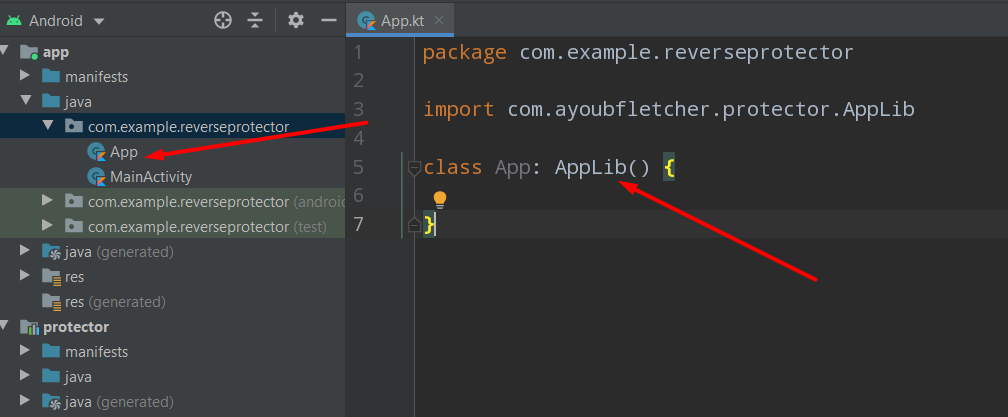 Android
app
manifests
java
com.example.reverseprotector
App
MainActivity
com.example.reverseprotector (androi
com.example.reverseprotector (test)
java (generated)
res
res (generated)
protector
manifests
java
java (generated)
App.kt
1 package com.example.reverseprotector
2
3 import com.ayoubfletcher.protector.AppLib
4
5 class App: AppLib() {
6
7 }